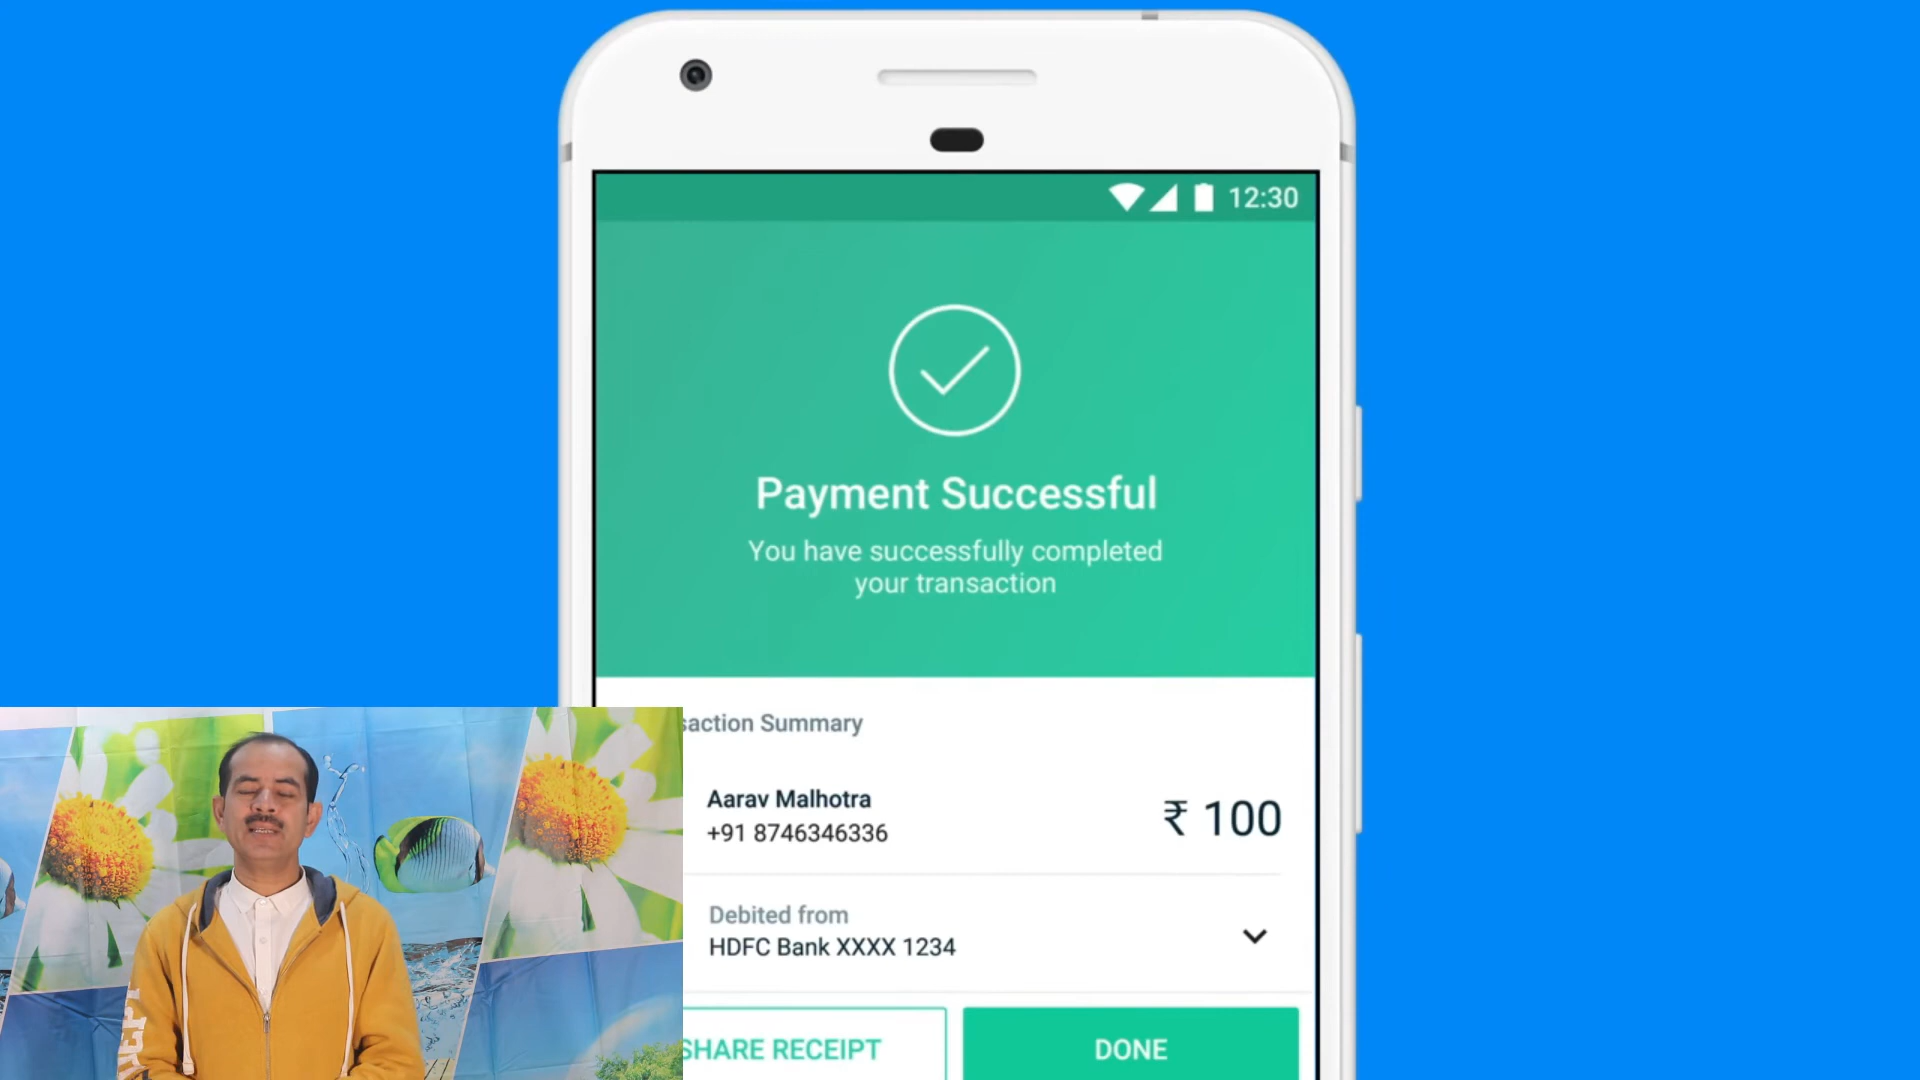 12:30
Payment Successful
You have successfully completed
your transaction
saction Summary
Aarav Malhotra
+91 8746346336
₹ 100
Debited from
HDFC Bank XXXX 1234
SHARE RECEIPT
DONE